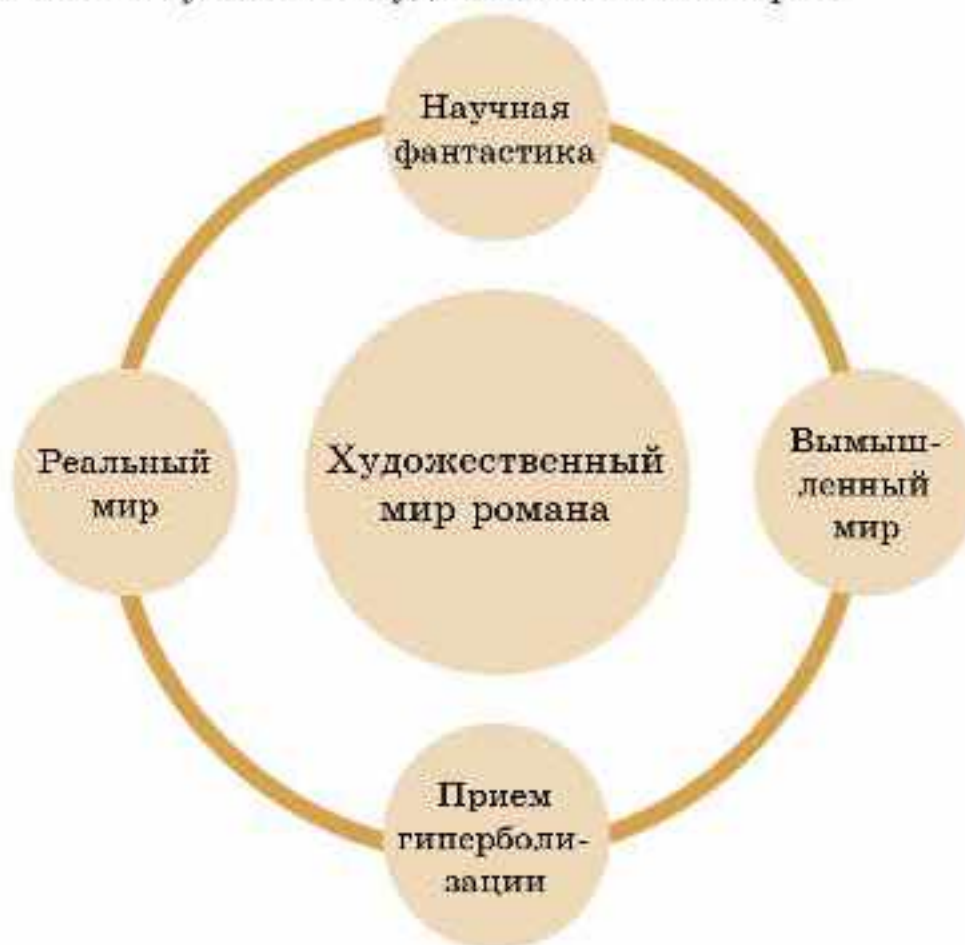 Научная
фантастика
Реальный
мир
Художественный
мир романа
Вымыш-
ленный
мир
Прием
гиперболи-
зации